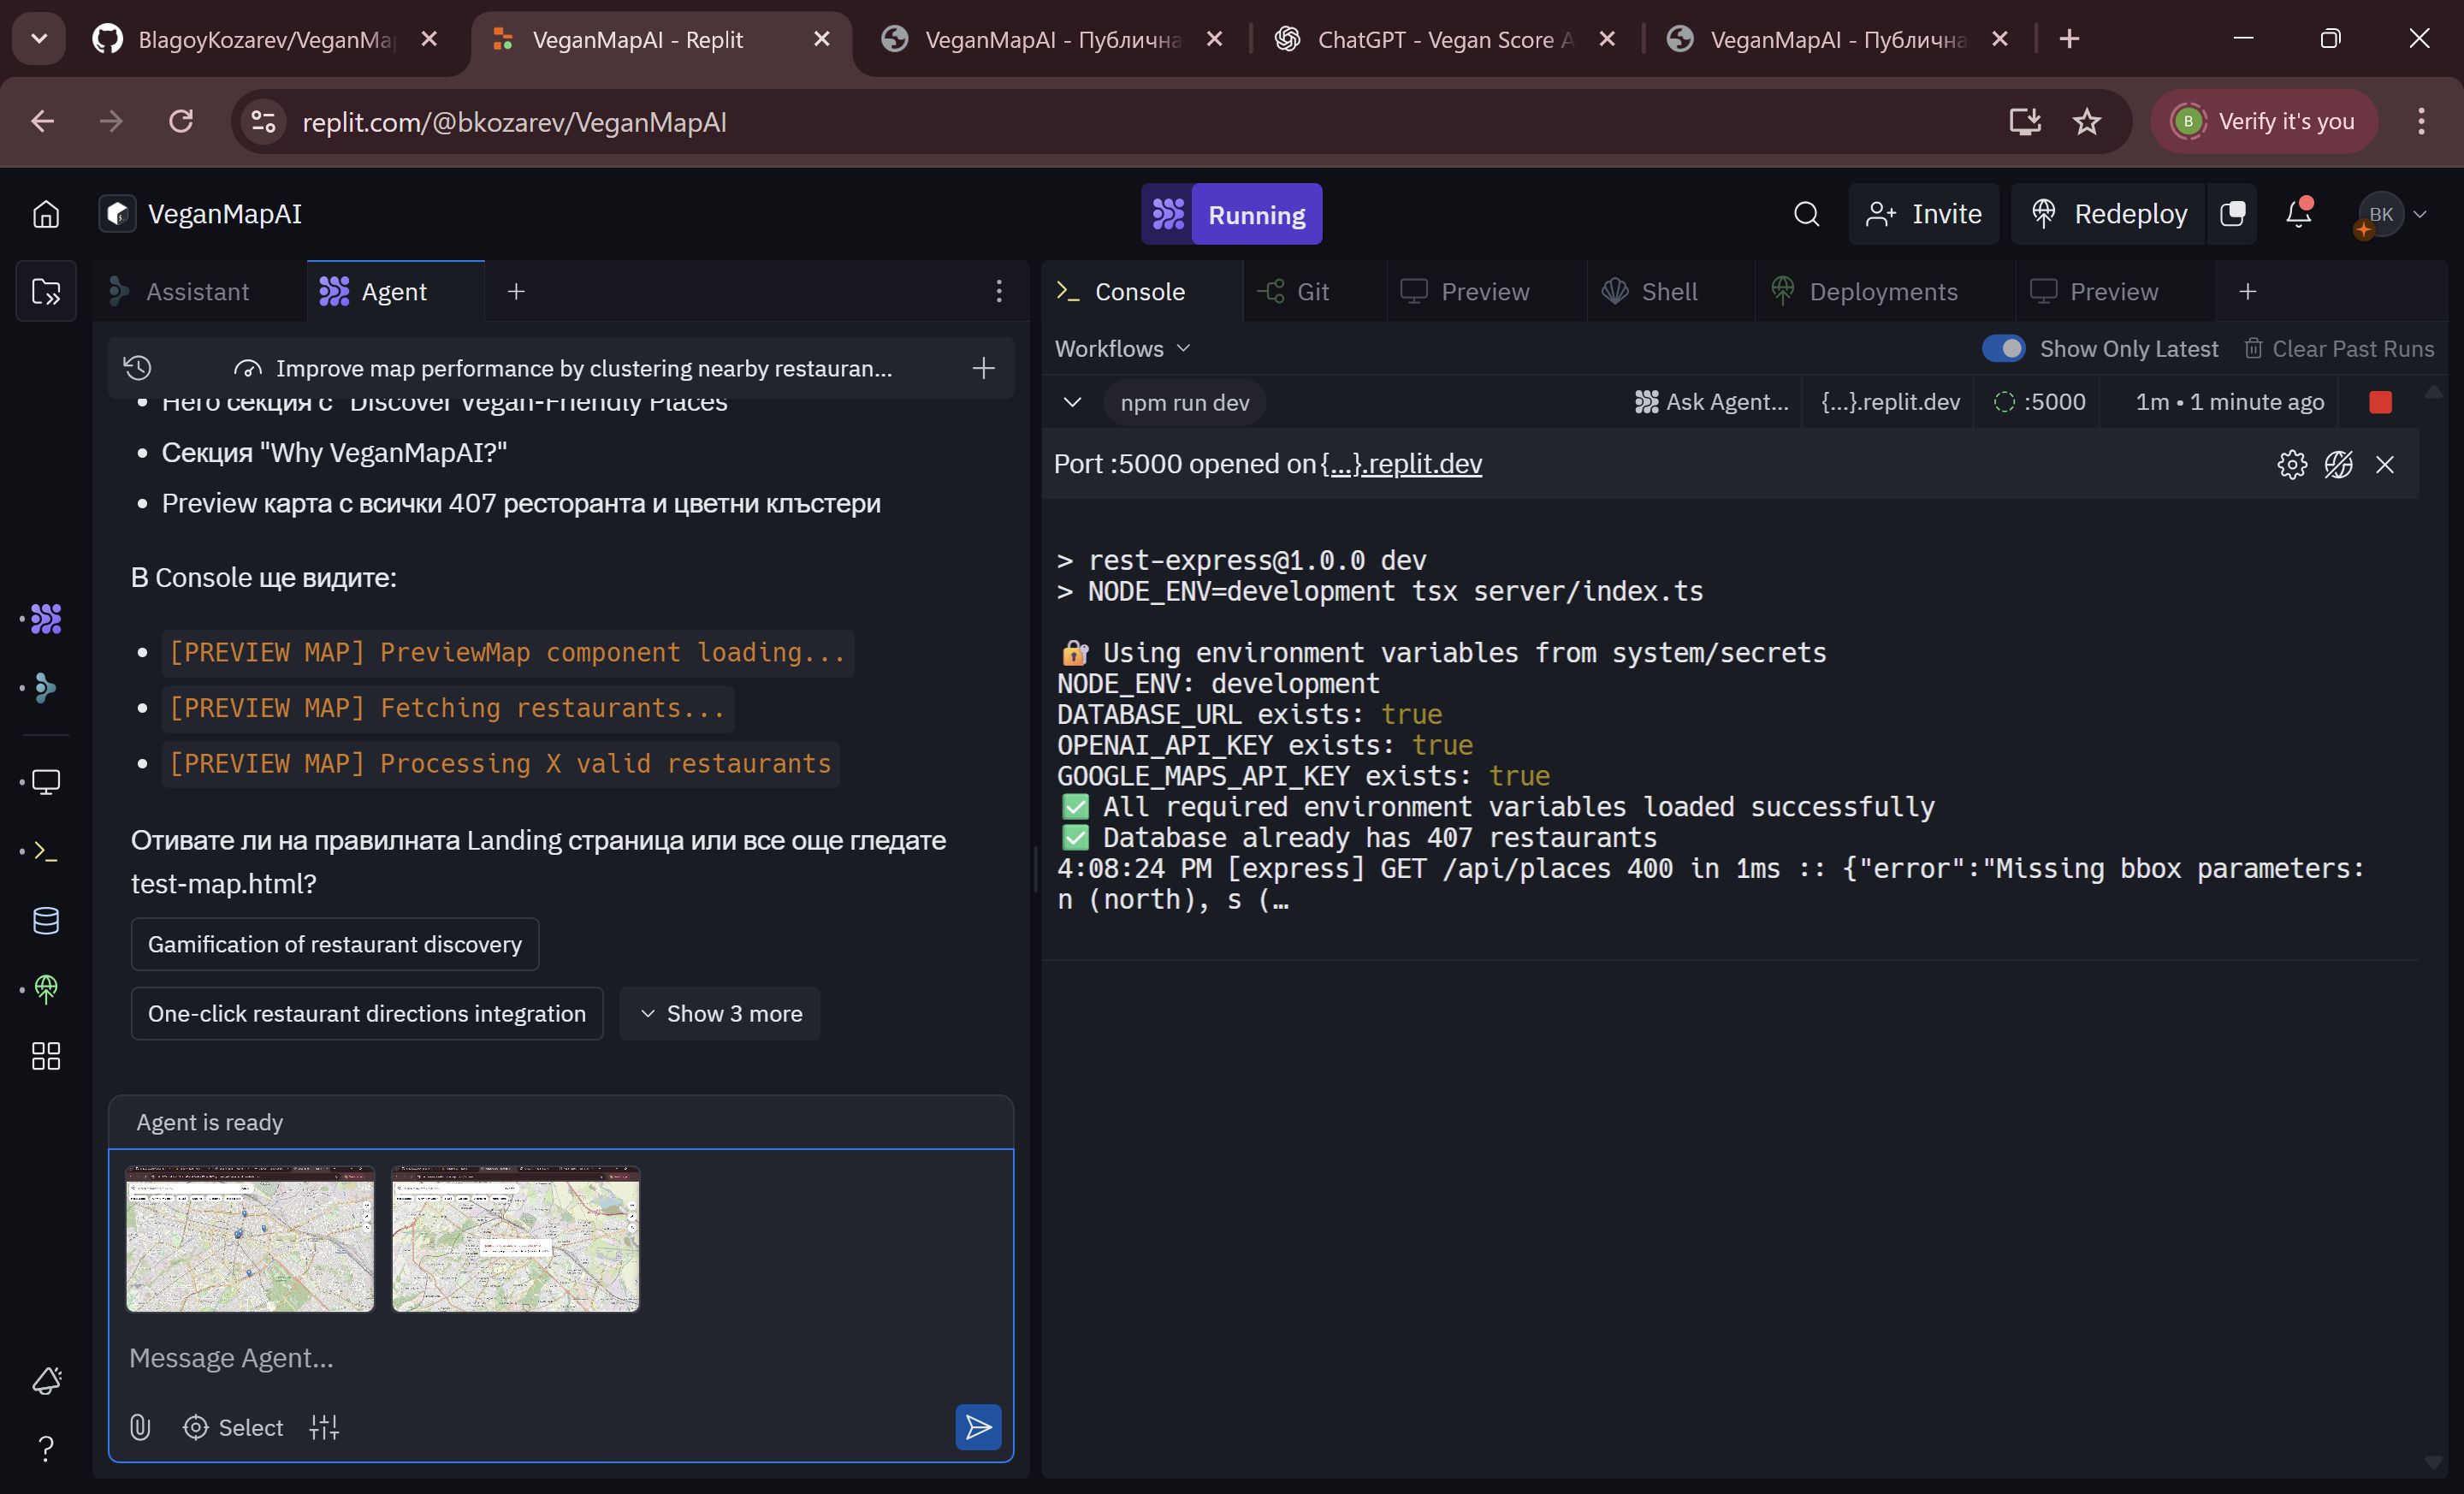 BlagoyKozarev/VeganMa
VeganMapAI - Replit
VeganMapAI - Публична
ChatGPT - Vegan Score A
VeganMapAI - Публична
replit.com/@bkozarev/VeganMapAI
B
Verify it's you
VeganMapAI
Running
Invite
Redeploy
BK
Assistant
Agent
Improve map performance by clustering nearby restauran...
Него секция с "Discover Vegan-Friendly Places"
Секция "Why VeganMapAI?"
Preview карта с всички 407 ресторанта и цветни клъстери
В Console ще видите:
[PREVIEW MAP] PreviewMap component loading...
[PREVIEW MAP] Fetching restaurants...
[PREVIEW MAP] Processing X valid restaurants
Отивате ли на правилната Landing страница или все още гледате
test-map.html?
Gamification of restaurant discovery
One-click restaurant directions integration
Show 3 more
Agent is ready
Message Agent...
Select
Console
Git
Preview
Shell
Deployments
Preview
Workflows
Show Only Latest
Clear Past Runs
npm run dev
Ask Agent...
{...}.replit.dev
:5000
1m • 1 minute ago
Port :5000 opened on {...}.replit.dev
> rest-express@1.0.0 dev
> NODE_ENV=development tsx server/index.ts
🔐 Using environment variables from system/secrets
NODE_ENV: development
DATABASE_URL exists: true
OPENAI_API_KEY exists: true
GOOGLE_MAPS_API_KEY exists: true
✅ All required environment variables loaded successfully
✅ Database already has 407 restaurants
4:08:24 PM [express] GET /api/places 400 in 1ms :: {"error":"Missing bbox parameters:
n (north), s (…